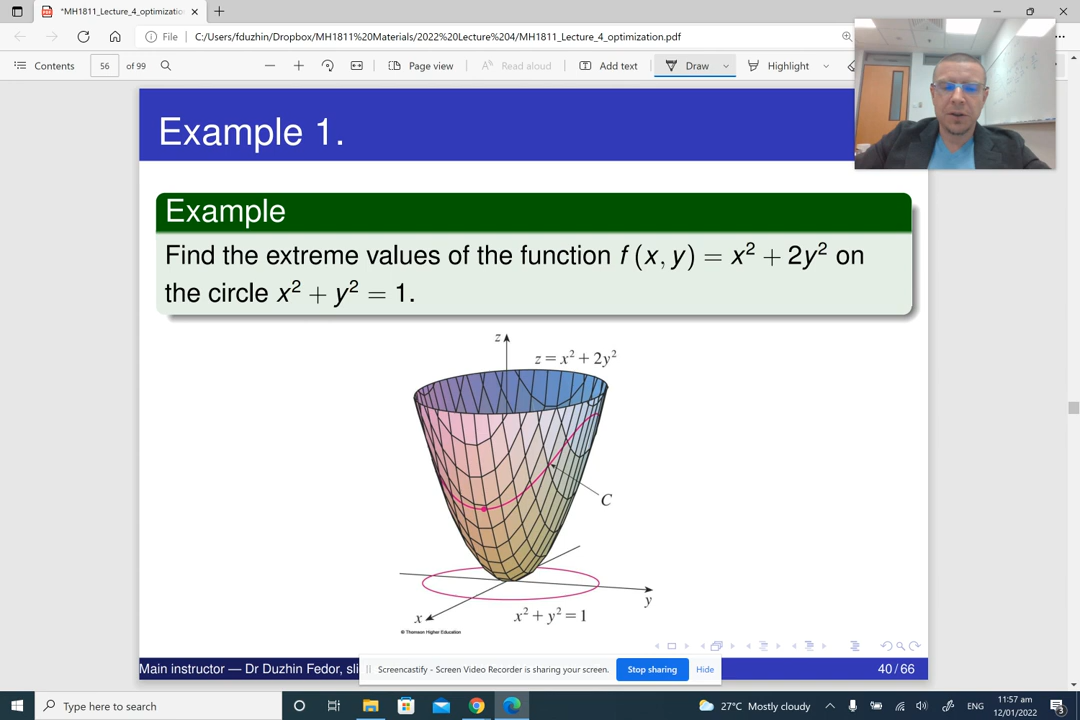 *MH1811_Lecture_4_optimizatio
File C:/Users/fduzhin/Dropbox/MH1811%20Materials/2022%20Lecture%204/MH1811_Lecture_4_optimization.pdf
Contents 56 of 99 Page view Read aloud Add text Draw Highlight
Example 1.
Example
Find the extreme values of the function f (x, y) = x² + 2y² on
the circle x² + y² = 1.
z
z = x² + 2y²
C
y
x
x² + y² = 1
© Thomson Higher Education
Main instructor — Dr Duzhin Fedor, sli
40 / 66
Screencastify - Screen Video Recorder is sharing your screen. Stop sharing Hide
Type here to search
27°C Mostly cloudy ENG
11:57 am
12/01/2022
3